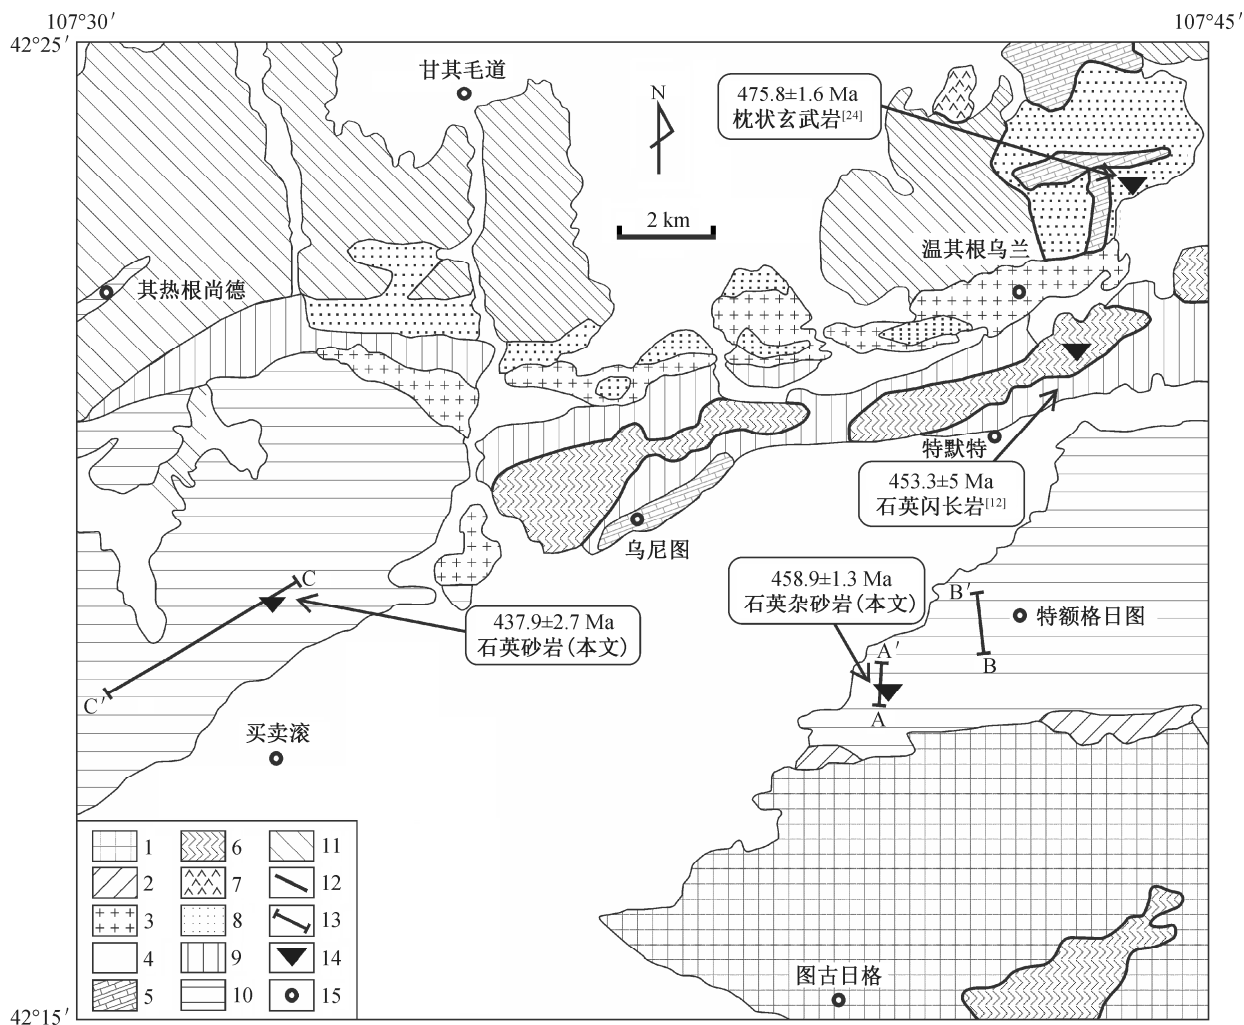 107°30′
107°45′
42°25′
甘其毛道
N
475.8±1.6 Ma
枕状玄武岩[24]
2 km
温其根乌兰
其热根尚德
特默特
453.3±5 Ma
石英闪长岩[12]
乌尼图
458.9±1.3 Ma
石英杂砂岩(本文)
C
B′
特额格日图
437.9±2.7 Ma
石英砂岩(本文)
A′
B
C′
A
买卖滚
1
6
11
2
7
12
3
8
13
4
9
14
5
10
15
图古日格
42°15′